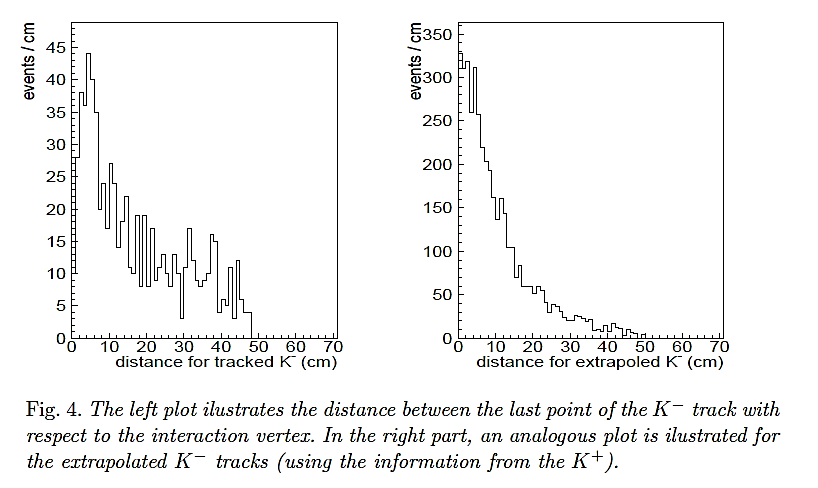 events / cm
45
40
35
30
25
20
15
10
5
0
0 10 20 30 40 50 60 70
distance for tracked K⁻ (cm)
events / cm
350
300
250
200
150
100
50
0
0 10 20 30 40 50 60 70
distance for extrapoled K⁻ (cm)
Fig. 4. The left plot ilustrates the distance between the last point of the K⁻ track with
respect to the interaction vertex. In the right part, an analogous plot is ilustrated for
the extrapolated K⁻ tracks (using the information from the K⁺).